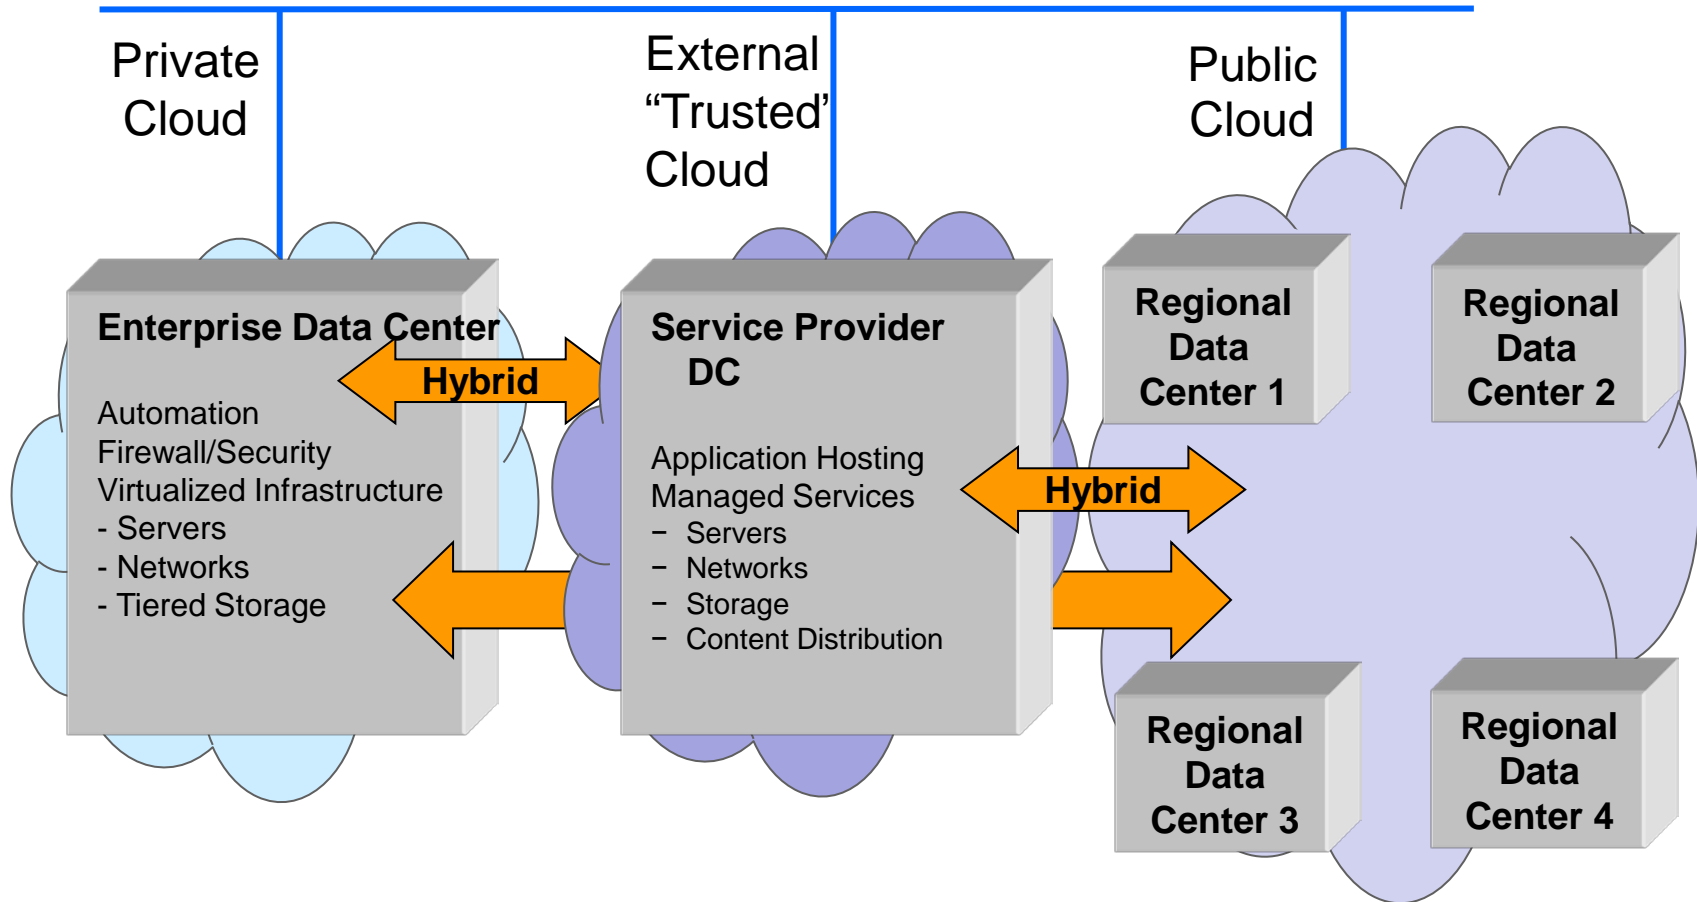 Private
Cloud
External
“Trusted’
Cloud
Public
Cloud
Enterprise Data Center
Automation
Firewall/Security
Virtualized Infrastructure
- Servers
- Networks
- Tiered Storage
Hybrid
Service Provider
DC
Application Hosting
Managed Services
− Servers
− Networks
− Storage
− Content Distribution
Hybrid
Regional
Data
Center 1
Regional
Data
Center 2
Regional
Data
Center 3
Regional
Data
Center 4